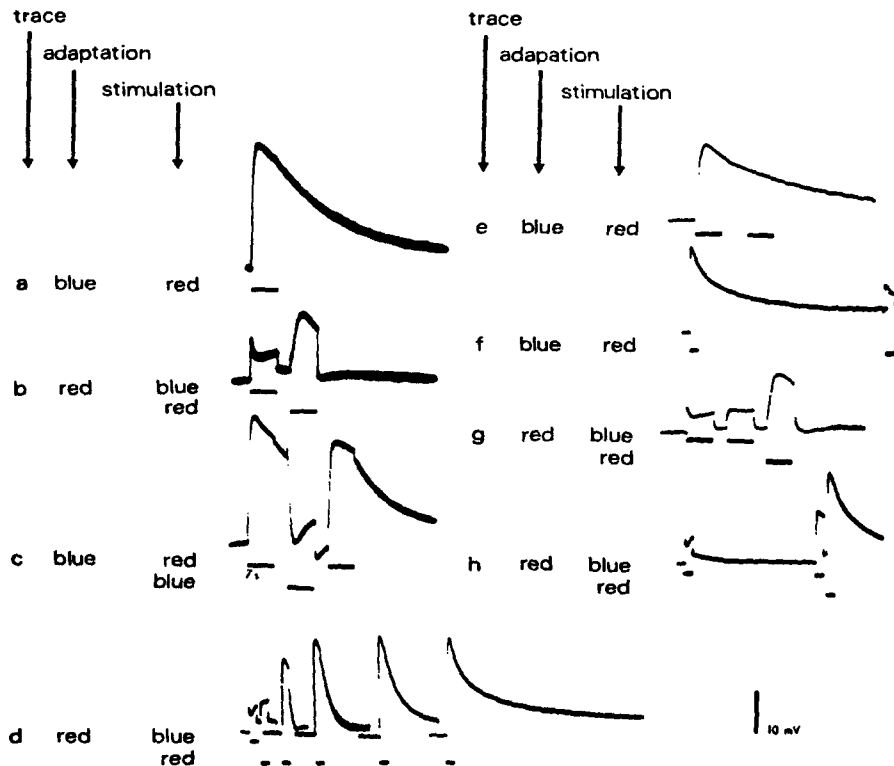 trace
adaptation
stimulation
a blue red
b red blue
red
c blue red
blue
7s
d red blue
red
trace
adapation
stimulation
e blue red
f blue red
g red blue
red
h red blue
red
10 mV